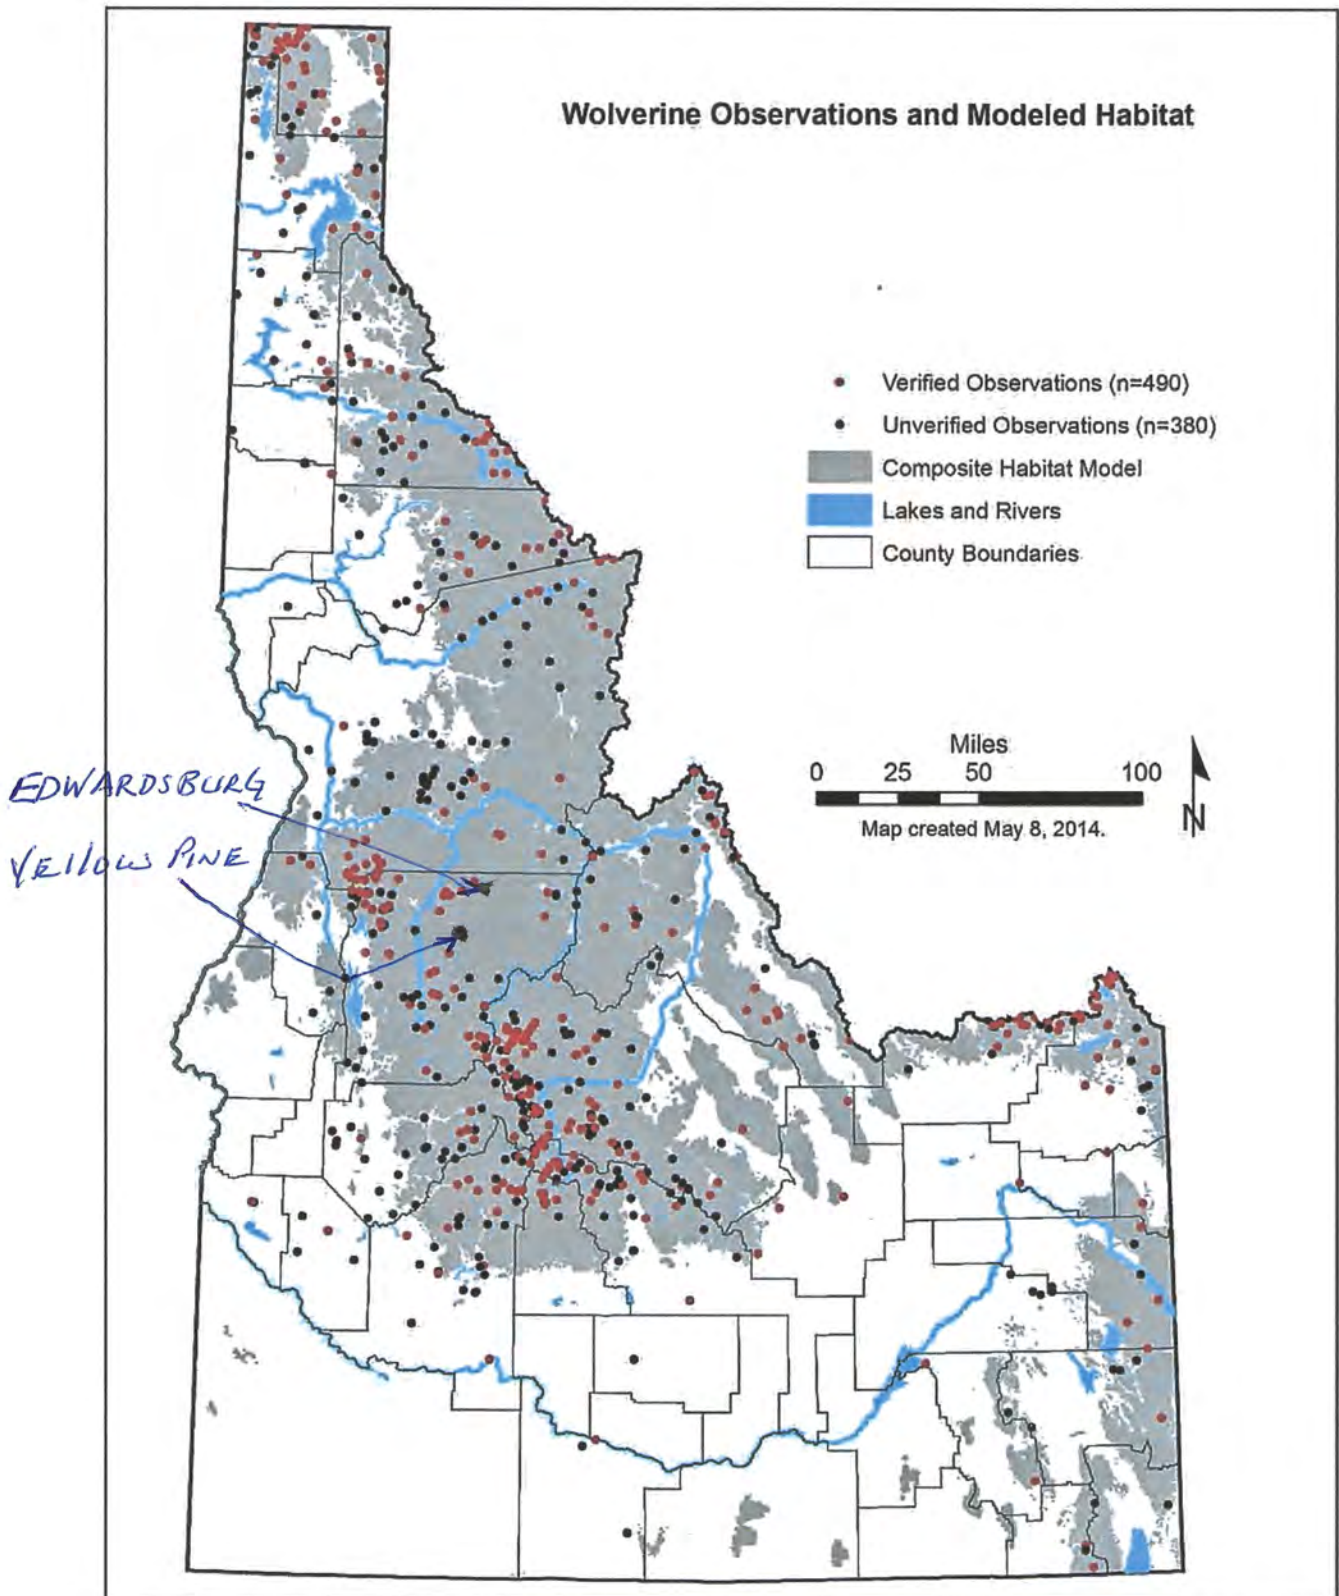 Wolverine Observations and Modeled Habitat
Verified Observations (n=490)
Unverified Observations (n=380)
Composite Habitat Model
Lakes and Rivers
County Boundaries
Miles
0 25 50 100
N
Map created May 8, 2014.
EDWARDSBURG
YEllOW PINE